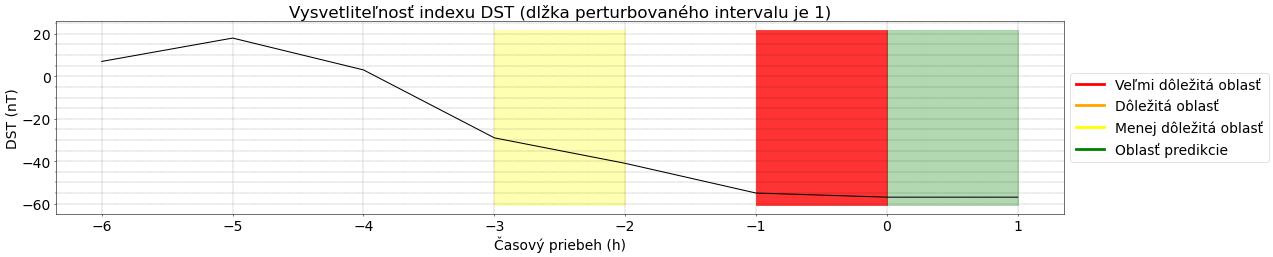 Vysvetliteľnosť indexu DST (dĺžka perturbovaného intervalu je 1)
20
0
−20
−40
−60
DST (nT)
−6 −5 −4 −3 −2 −1 0 1
Časový priebeh (h)
Veľmi dôležitá oblasť
Dôležitá oblasť
Menej dôležitá oblasť
Oblasť predikcie